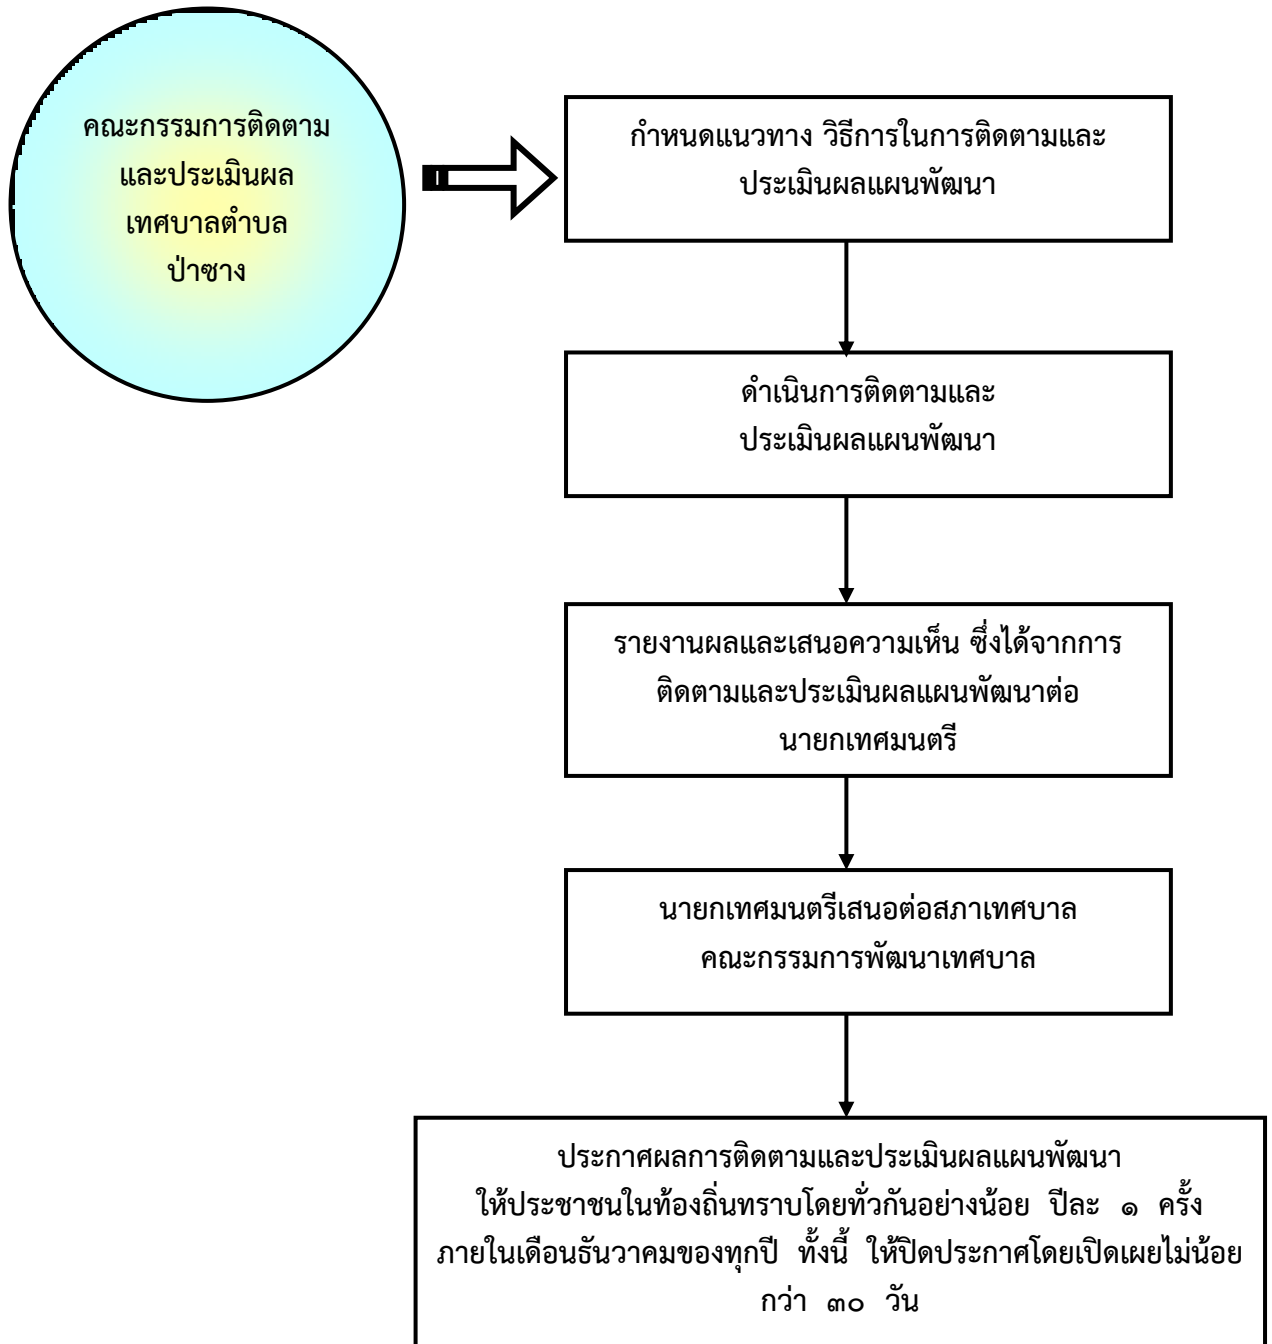 คณะกรรมการติดตาม
และประเมินผล
เทศบาลตำบล
ป่าซาง
กำหนดแนวทาง วิธีการในการติดตามและ
ประเมินผลแผนพัฒนา
ดำเนินการติดตามและ
ประเมินผลแผนพัฒนา
รายงานผลและเสนอความเห็น ซึ่งได้จากการ
ติดตามและประเมินผลแผนพัฒนาต่อ
นายกเทศมนตรี
นายกเทศมนตรีเสนอต่อสภาเทศบาล
คณะกรรมการพัฒนาเทศบาล
ประกาศผลการติดตามและประเมินผลแผนพัฒนา
ให้ประชาชนในท้องถิ่นทราบโดยทั่วกันอย่างน้อย ปีละ ๑ ครั้ง
ภายในเดือนธันวาคมของทุกปี ทั้งนี้ ให้ปิดประกาศโดยเปิดเผยไม่น้อย
กว่า ๓๐ วัน